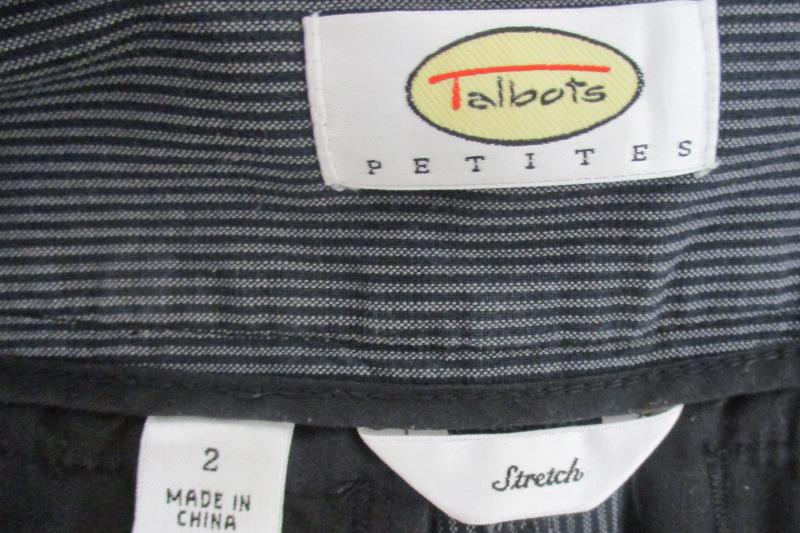 Talbots
PETITES
2
MADE IN
CHINA
Stretch